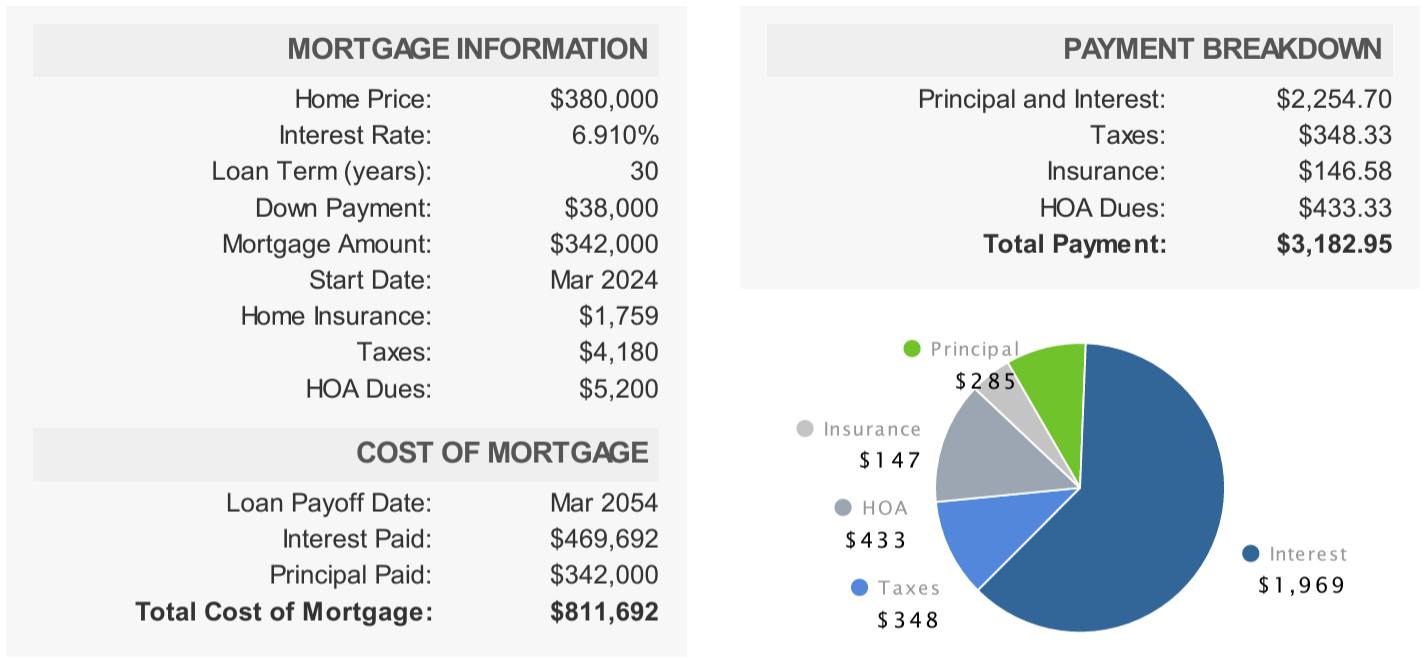 MORTGAGE INFORMATION
Home Price: $380,000
Interest Rate: 6.910%
Loan Term (years): 30
Down Payment: $38,000
Mortgage Amount: $342,000
Start Date: Mar 2024
Home Insurance: $1,759
Taxes: $4,180
HOA Dues: $5,200
COST OF MORTGAGE
Loan Payoff Date: Mar 2054
Interest Paid: $469,692
Principal Paid: $342,000
Total Cost of Mortgage: $811,692
PAYMENT BREAKDOWN
Principal and Interest: $2,254.70
Taxes: $348.33
Insurance: $146.58
HOA Dues: $433.33
Total Payment: $3,182.95
Principal
$285
Insurance
$147
HOA
$433
Taxes
$348
Interest
$1,969